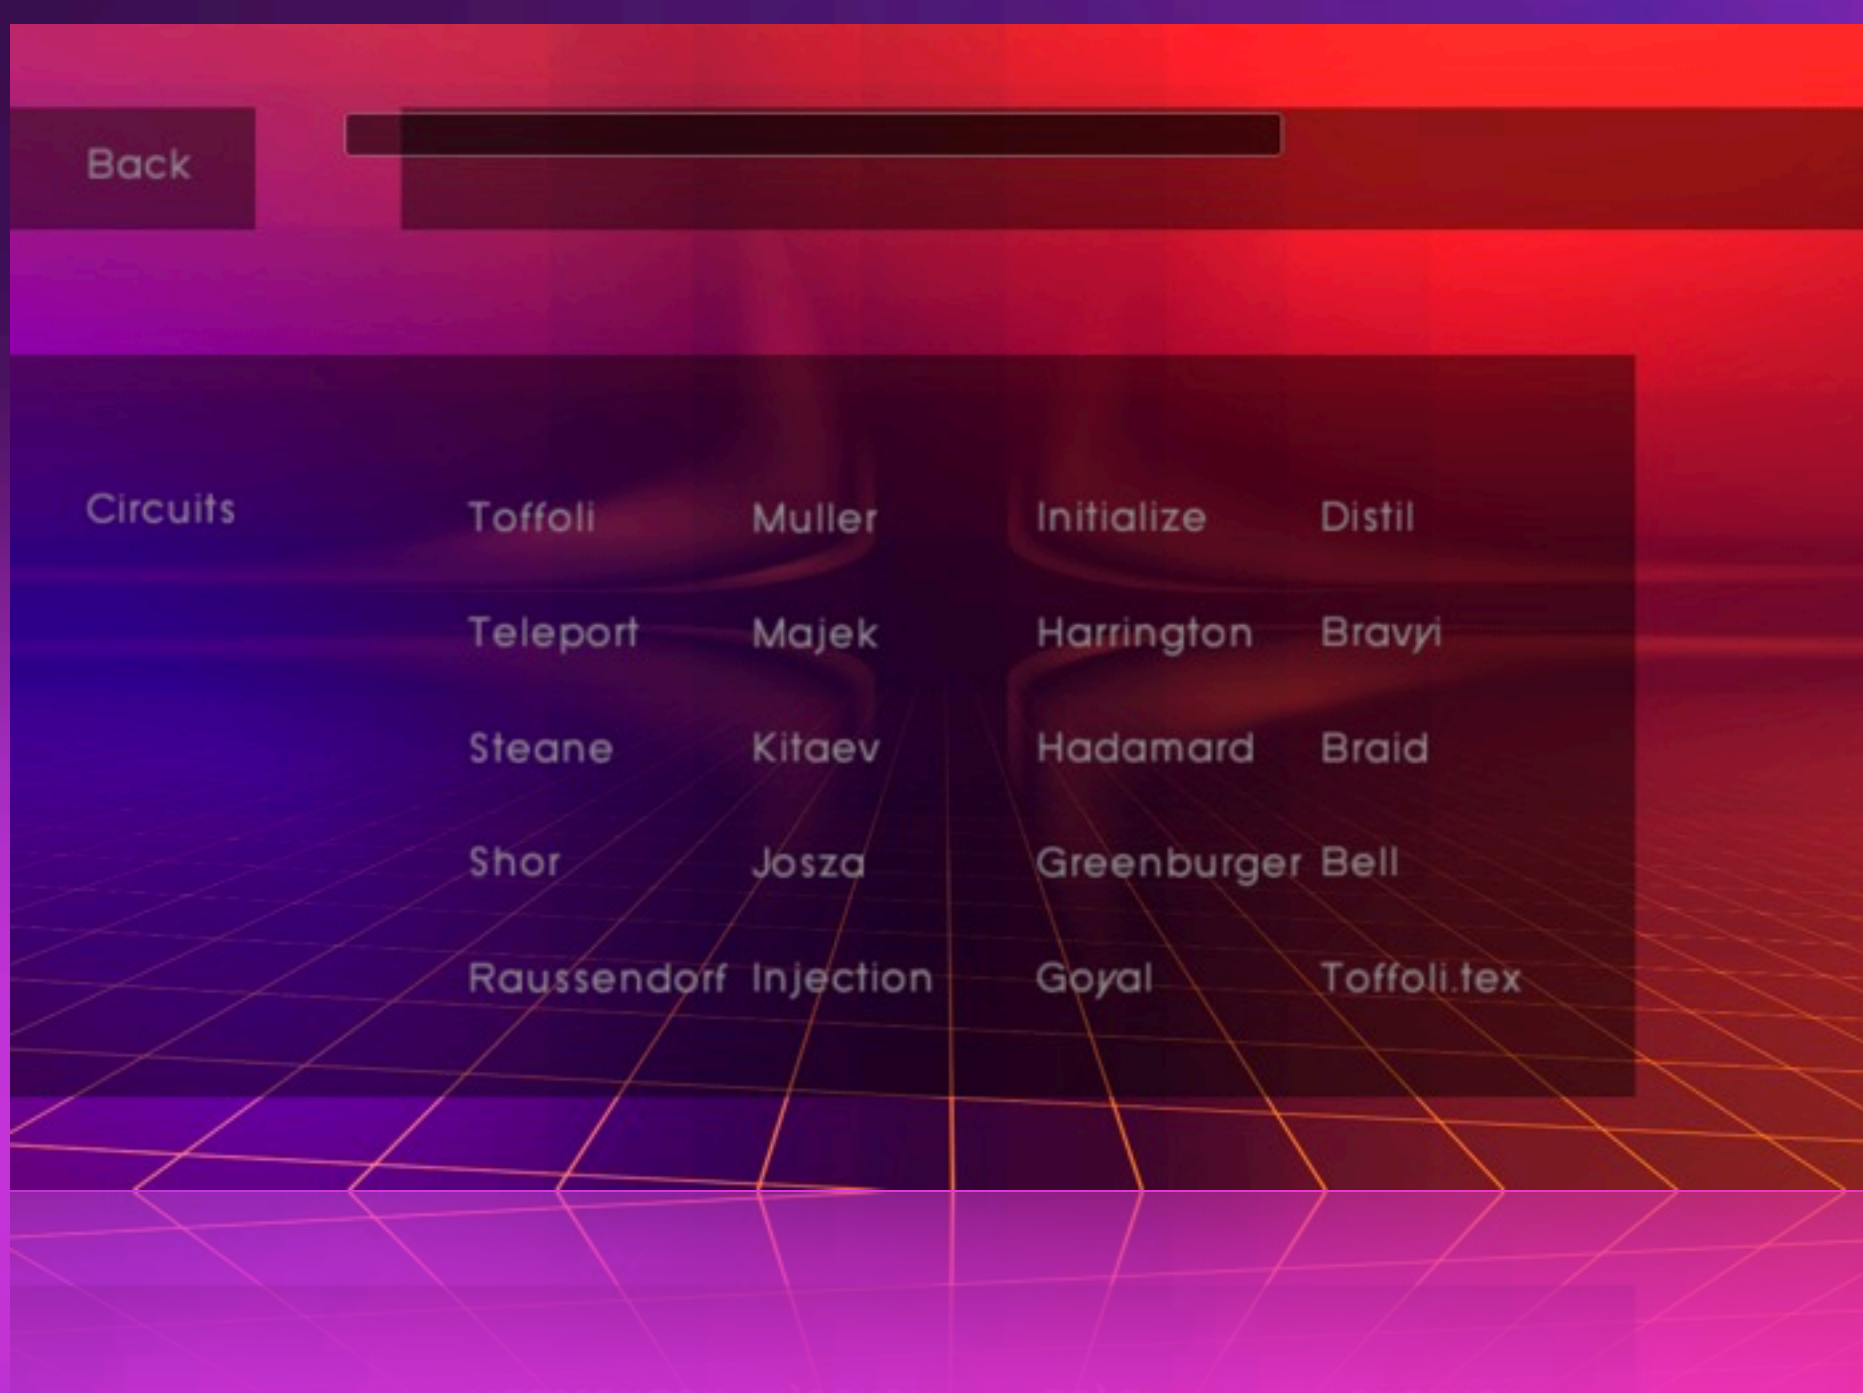 Back
Circuits
Toffoli Muller Initialize Distil
Teleport Majek Harrington Bravyi
Steane Kitaev Hadamard Braid
Shor Josza Greenburger Bell
Raussendorf Injection Goyal Toffoli.tex